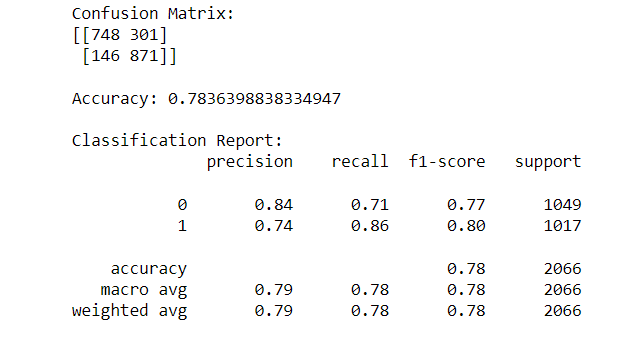 Confusion Matrix:
[[748 301]
 [146 871]]

Accuracy: 0.7836398838334947

Classification Report:
              precision    recall  f1-score   support

           0       0.84      0.71      0.77      1049
           1       0.74      0.86      0.80      1017

    accuracy                           0.78      2066
   macro avg       0.79      0.78      0.78      2066
weighted avg       0.79      0.78      0.78      2066